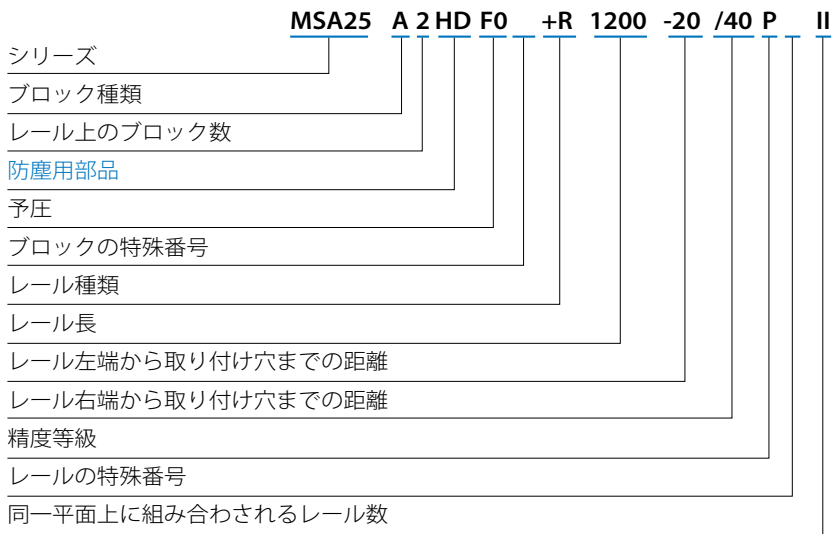 MSA25 A 2 HD F0 +R 1200 -20 /40 P II
シリーズ
ブロック種類
レール上のブロック数
防塵用部品
予圧
ブロックの特殊番号
レール種類
レール長
レール左端から取り付け穴までの距離
レール右端から取り付け穴までの距離
精度等級
レールの特殊番号
同一平面上に組み合わされるレール数